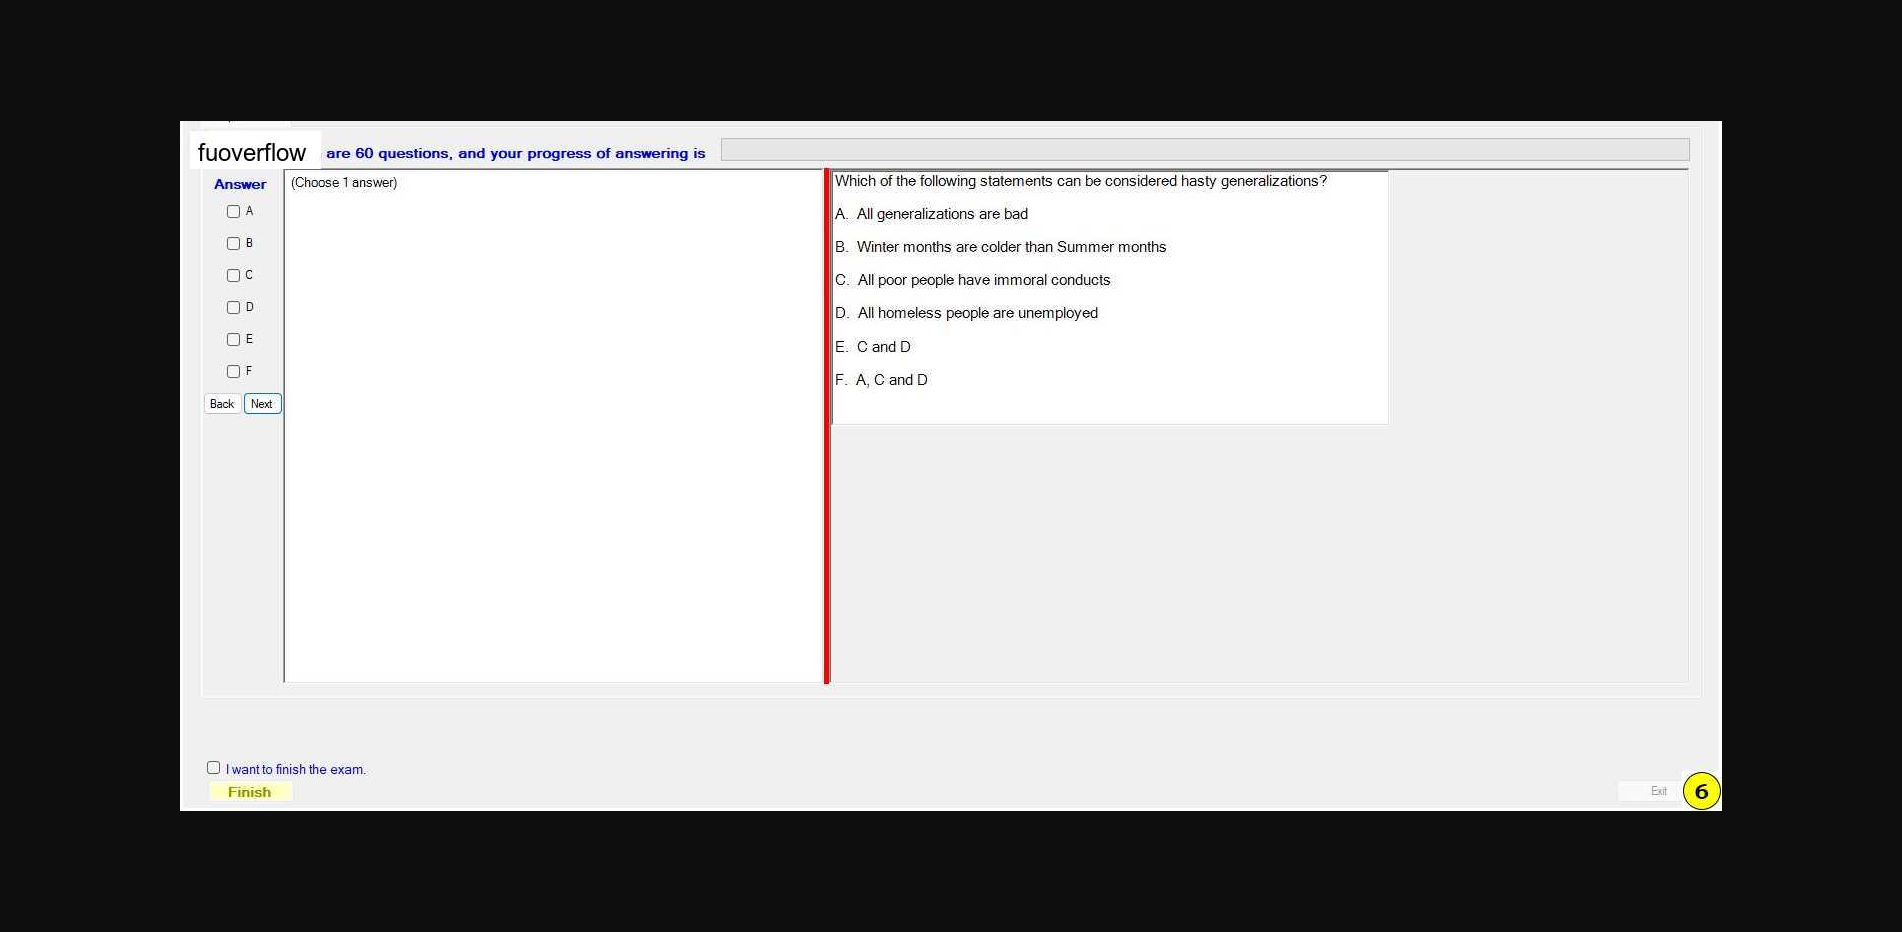 fuoverflow are 60 questions, and your progress of answering is
Answer
(Choose 1 answer)
A
B
C
D
E
F
Back Next
Which of the following statements can be considered hasty generalizations?
A. All generalizations are bad
B. Winter months are colder than Summer months
C. All poor people have immoral conducts
D. All homeless people are unemployed
E. C and D
F. A, C and D
I want to finish the exam.
Finish
Exit
6